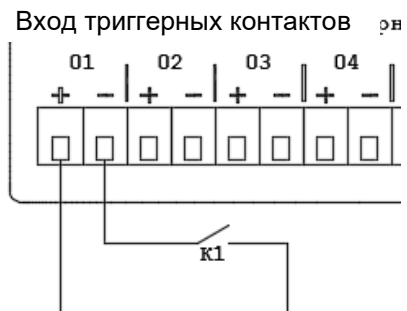 Вход триггерных контактов
01 02 03 04
+ - + - + - + -
K1